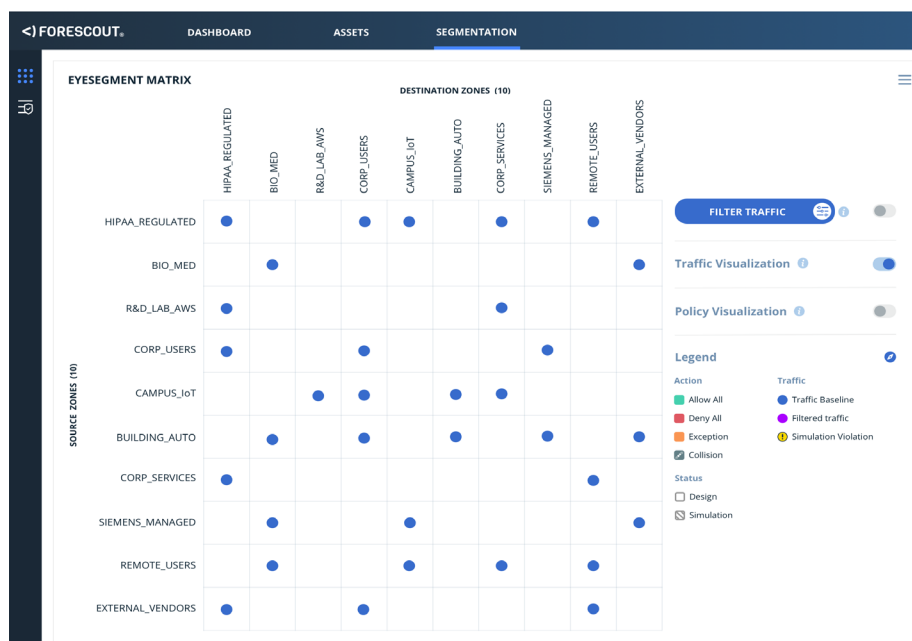 <) FORESCOUT. DASHBOARD ASSETS SEGMENTATION
EYESEGMENT MATRIX
DESTINATION ZONES (10)
HIPAA_REGULATED
BIO_MED
R&D_LAB_AWS
CORP_USERS
CAMPUS_IoT
BUILDING_AUTO
CORP_SERVICES
SIEMENS_MANAGED
REMOTE_USERS
EXTERNAL_VENDORS
SOURCE ZONES (10)
HIPAA_REGULATED
BIO_MED
R&D_LAB_AWS
CORP_USERS
CAMPUS_IoT
BUILDING_AUTO
CORP_SERVICES
SIEMENS_MANAGED
REMOTE_USERS
EXTERNAL_VENDORS
FILTER TRAFFIC i
Traffic Visualization i
Policy Visualization i
Legend
Action
Allow All
Deny All
Exception
Collision
Traffic
Traffic Baseline
Filtered traffic
! Simulation Violation
Status
Design
Simulation